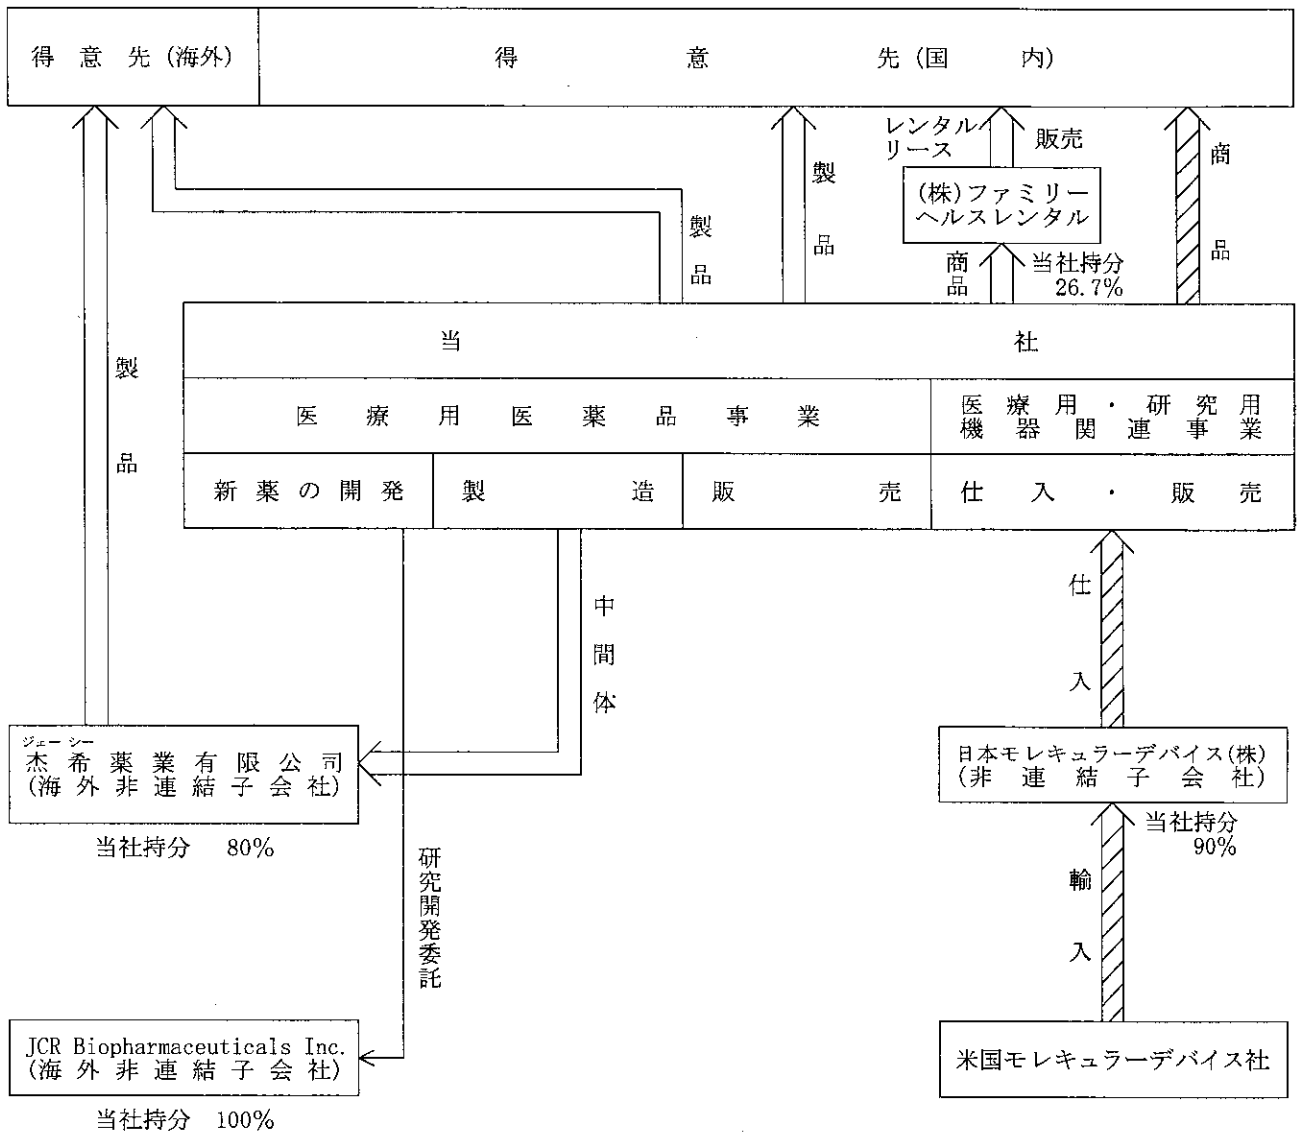 得意先(海外)
得意先(国内)
レンタル
リース
販売
商品
製品
製品
(株)ファミリー
ヘルスレンタル
商品
当社持分
26.7%
当社
製品
医療用医薬品事業
医療用・研究用
機器関連事業
新薬の開発
製造
販売
仕入・販売
中間体
仕入
ジェーシー
杰希薬業有限公司
(海外非連結子会社)
当社持分 80%
日本モレキュラーデバイス(株)
(非連結子会社)
当社持分
90%
研究開発委託
輸入
JCR Biopharmaceuticals Inc.
(海外非連結子会社)
当社持分 100%
米国モレキュラーデバイス社